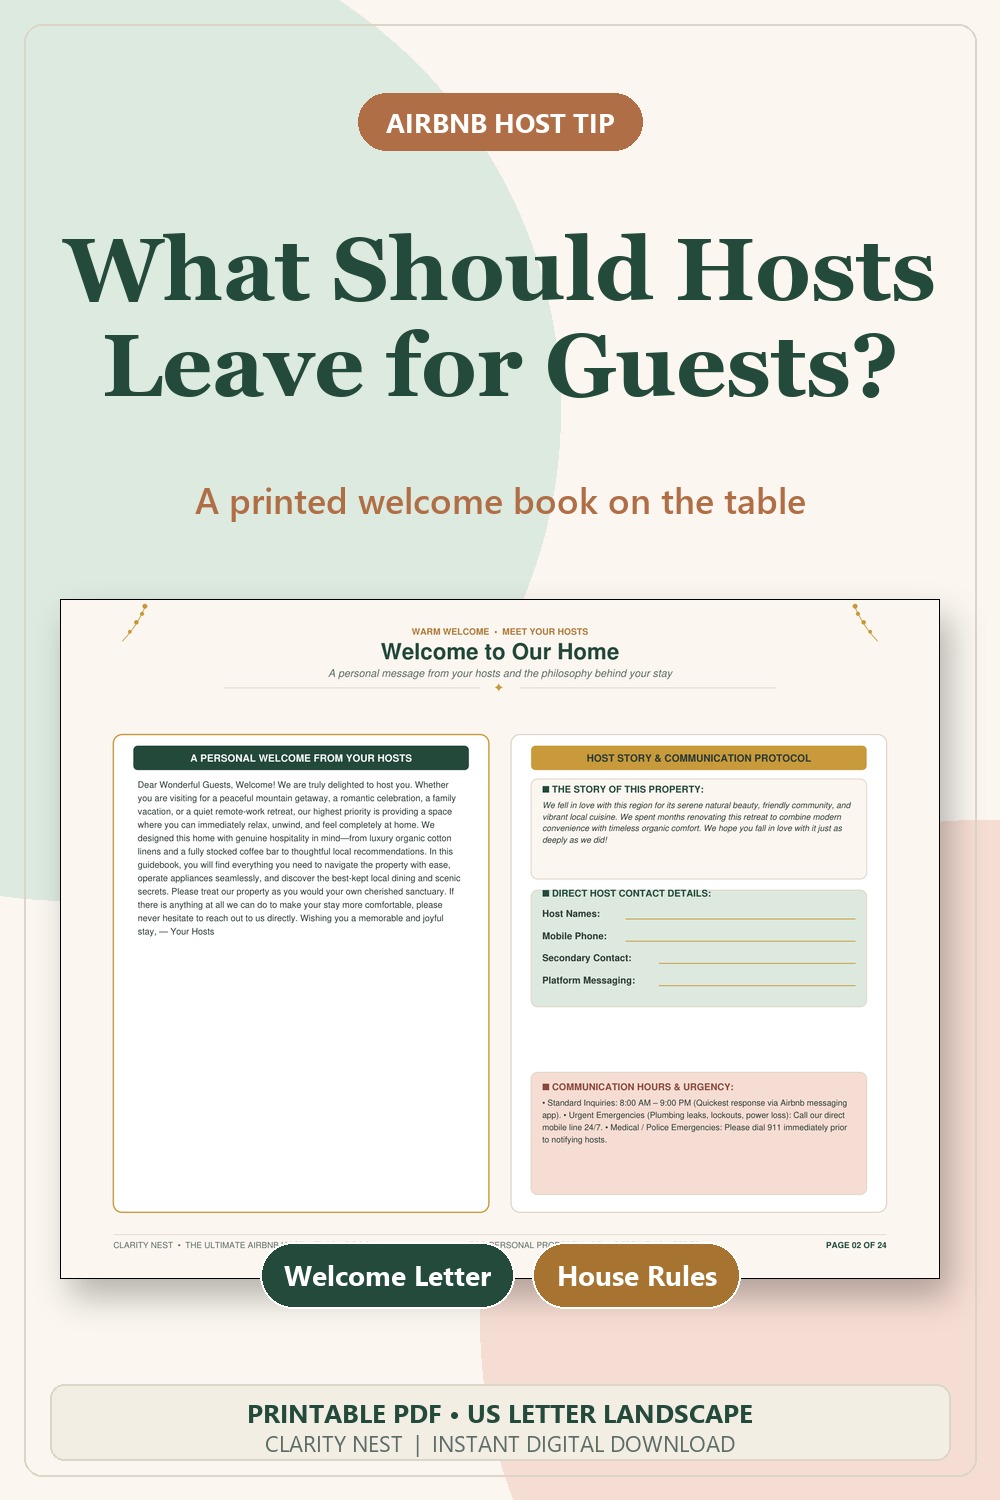 AIRBNB HOST TIP
What Should Hosts
Leave for Guests?
A printed welcome book on the table
WARM WELCOME • MEET YOUR HOSTS
Welcome to Our Home
A personal message from your hosts and the philosophy behind your stay
A PERSONAL WELCOME FROM YOUR HOSTS
Dear Wonderful Guests, Welcome! We are truly delighted to host you. Whether
you are visiting for a peaceful mountain getaway, a romantic celebration, a family
vacation, or a quiet remote-work retreat, our highest priority is providing a space
where you can immediately relax, unwind, and feel completely at home. We
designed this home with genuine hospitality in mind—from luxury organic cotton
linens and a fully stocked coffee bar to thoughtful local recommendations. In this
guidebook, you will find everything you need to navigate the property with ease,
operate appliances seamlessly, and discover the best-kept local dining and scenic
secrets. Please treat our property as you would your own cherished sanctuary. If
there is anything at all we can do to make your stay more comfortable, please
never hesitate to reach out to us directly. Wishing you a memorable and joyful
stay, — Your Hosts
HOST STORY & COMMUNICATION PROTOCOL
■ THE STORY OF THIS PROPERTY:
We fell in love with this region for its serene natural beauty, friendly community, and
vibrant local cuisine. We spent months renovating this retreat to combine modern
convenience with timeless organic comfort. We hope you fall in love with it just as
deeply as we did!
■ DIRECT HOST CONTACT DETAILS:
Host Names:
Mobile Phone:
Secondary Contact:
Platform Messaging:
■ COMMUNICATION HOURS & URGENCY:
• Standard Inquiries: 8:00 AM – 9:00 PM (Quickest response via Airbnb messaging
app). • Urgent Emergencies (Plumbing leaks, lockouts, power loss): Call our direct
mobile line 24/7. • Medical / Police Emergencies: Please dial 911 immediately prior
to notifying hosts.
CLARITY NEST • THE ULTIMATE AIRBNB PERSONAL PAGE 02 OF 24
Welcome Letter
House Rules
PRINTABLE PDF • US LETTER LANDSCAPE
CLARITY NEST | INSTANT DIGITAL DOWNLOAD